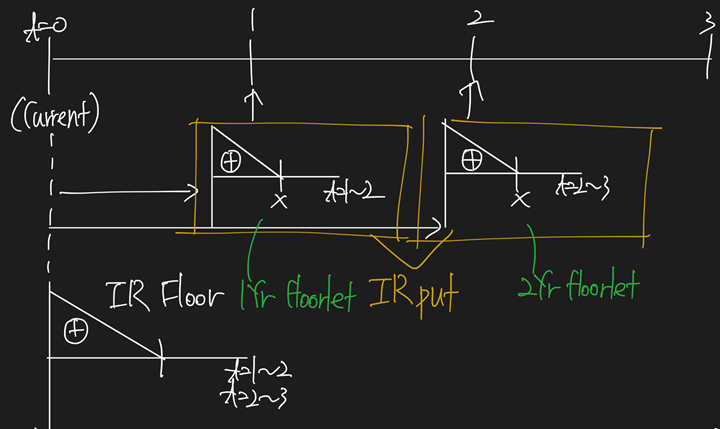 t=0 1 2 3
(Current)
t=1~2 t=2~3
x x
IR Floor 1Yr floorlet IR put 2Yr floorlet
t=1~2
t=2~3